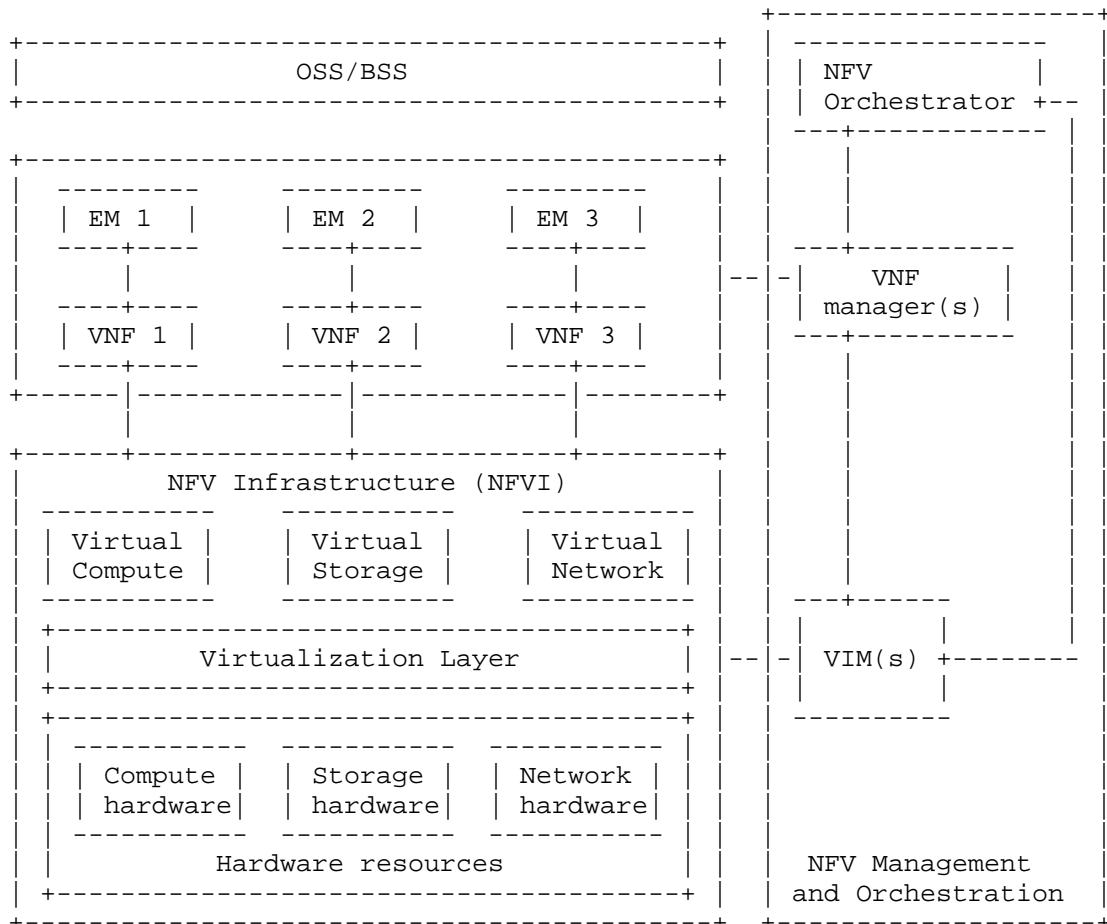 OSS/BSS
NFV
Orchestrator
EM 1 EM 2 EM 3
VNF
manager(s)
VNF 1 VNF 2 VNF 3
NFV Infrastructure (NFVI)
Virtual Virtual Virtual
Compute Storage Network
Virtualization Layer VIM(s)
Compute Storage Network
hardware hardware hardware
Hardware resources
NFV Management
and Orchestration